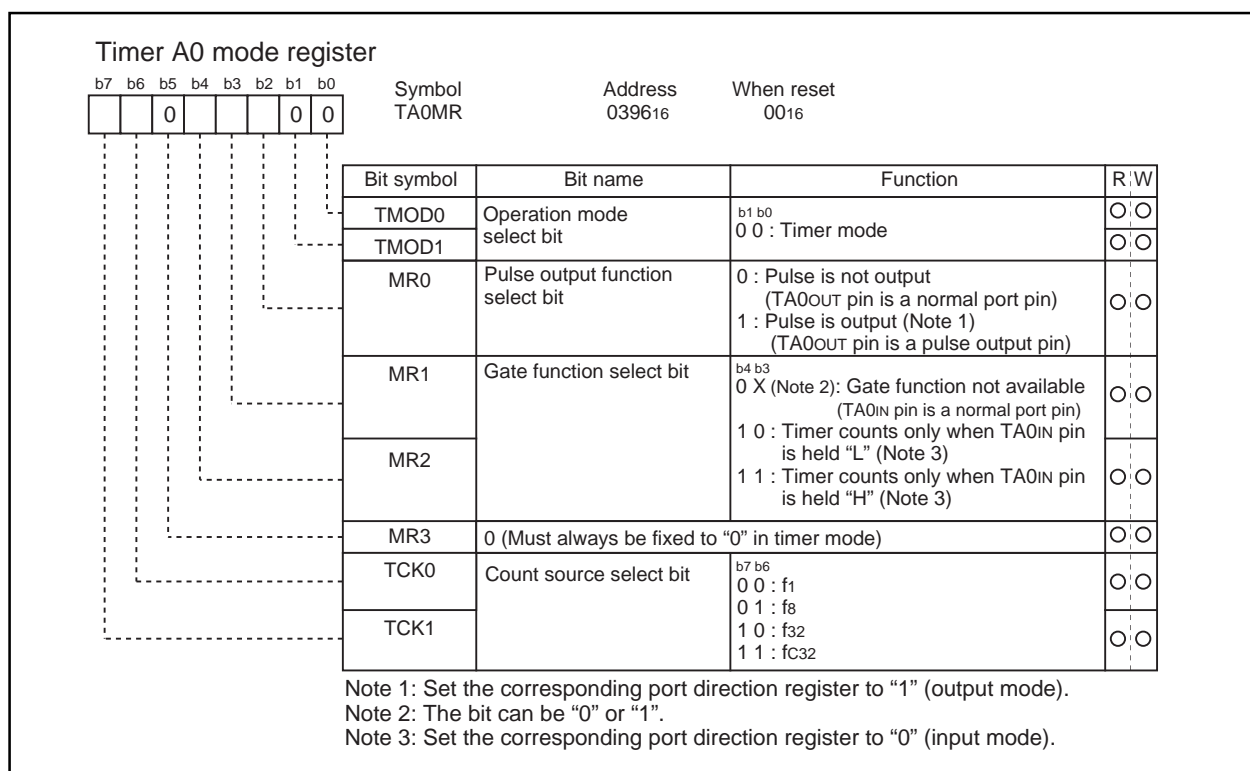 Timer A0 mode register
b7 b6 b5 b4 b3 b2 b1 b0
0 0 0
Symbol Address When reset
TA0MR 039616 0016
Bit symbol Bit name Function R W
TMOD0 Operation mode select bit b1 b0
0 0 : Timer mode
TMOD1
MR0 Pulse output function select bit 0 : Pulse is not output
(TA0OUT pin is a normal port pin)
1 : Pulse is output (Note 1)
(TA0OUT pin is a pulse output pin)
MR1 Gate function select bit b4 b3
0 X (Note 2): Gate function not available
(TA0IN pin is a normal port pin)
1 0 : Timer counts only when TA0IN pin
is held “L” (Note 3)
MR2
1 1 : Timer counts only when TA0IN pin
is held “H” (Note 3)
MR3 0 (Must always be fixed to “0” in timer mode)
TCK0 Count source select bit b7 b6
0 0 : f1
0 1 : f8
TCK1
1 0 : f32
1 1 : fC32
Note 1: Set the corresponding port direction register to “1” (output mode).
Note 2: The bit can be “0” or “1”.
Note 3: Set the corresponding port direction register to “0” (input mode).